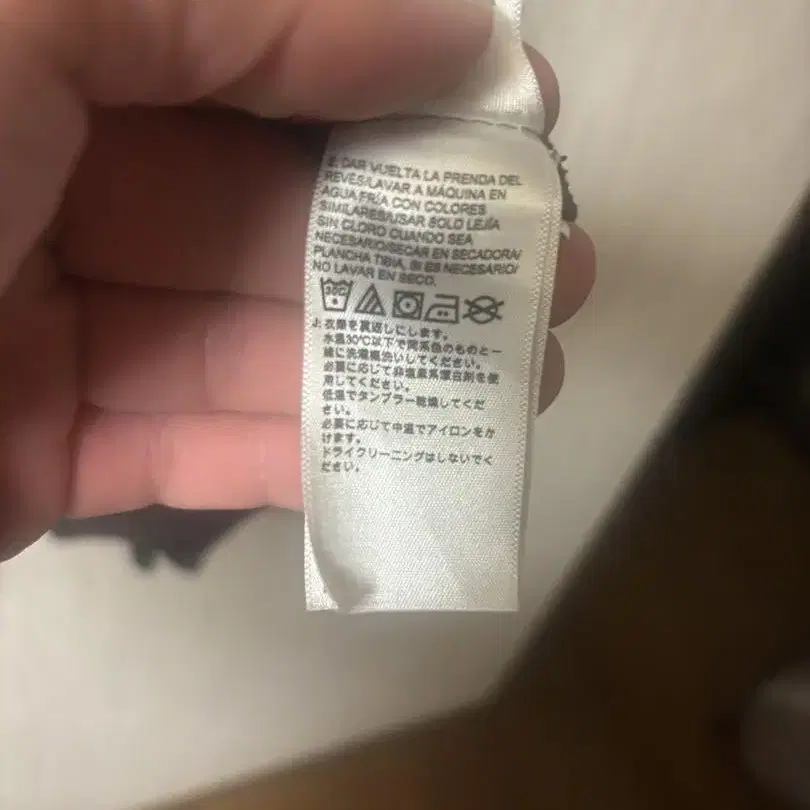 E: DAR VUELTA LA PRENDA DEL
REVÉS/LAVAR A MÁQUINA EN
AGUA FRÍA CON COLORES
SIMILARES/USAR SOLO LEJÍA
SIN CLORO CUANDO SEA
NECESARIO/SECAR EN SECADORA/
PLANCHA TIBIA, SI ES NECESARIO/
NO LAVAR EN SECO.
30C
J: 衣類を裏返しにします。
水温30℃以下で同系色のものと一
緒に洗濯機洗いしてください。
必要に応じて非塩素系漂白剤を使
用してください。
低温でタンブラー乾燥してくだ
さい。
必要に応じて中温でアイロンをか
けます。
ドライクリーニングはしないでく
ださい。